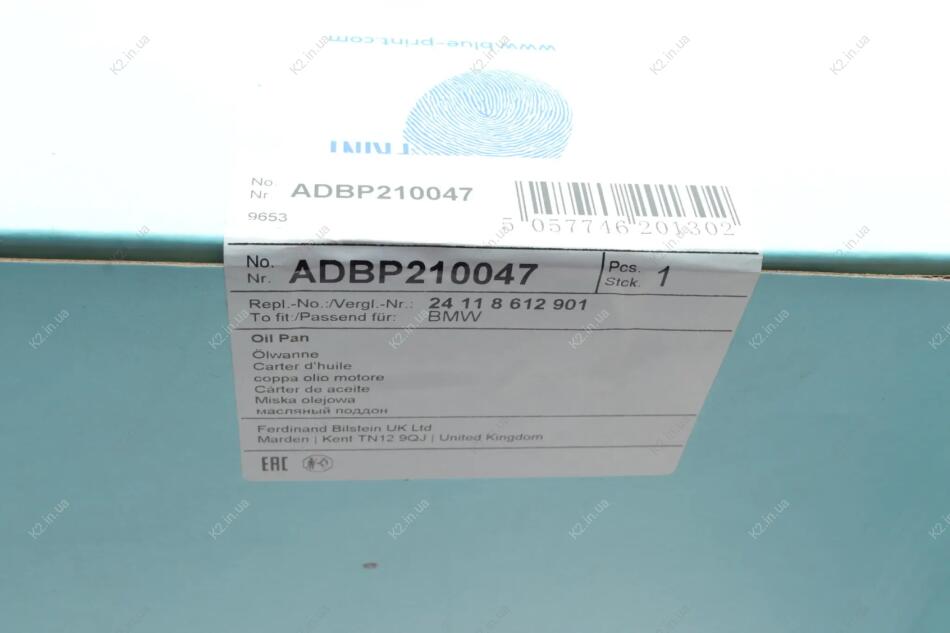 www.blue-print.com
No.
Nr
ADBP210047
9653
5 057746 201302
No.
Nr.
ADBP210047
Pcs.
Stck.
1
Repl.-No.:/Vergl.-Nr.: 24 11 8 612 901
To fit:/Passend für: BMW
Oil Pan
Ölwanne
Carter d'huile
coppa olio motore
Cárter de aceite
Miska olejowa
масляный поддон
Ferdinand Bilstein UK Ltd
Marden | Kent TN12 9QJ | United Kingdom
EAC
K2.in.ua